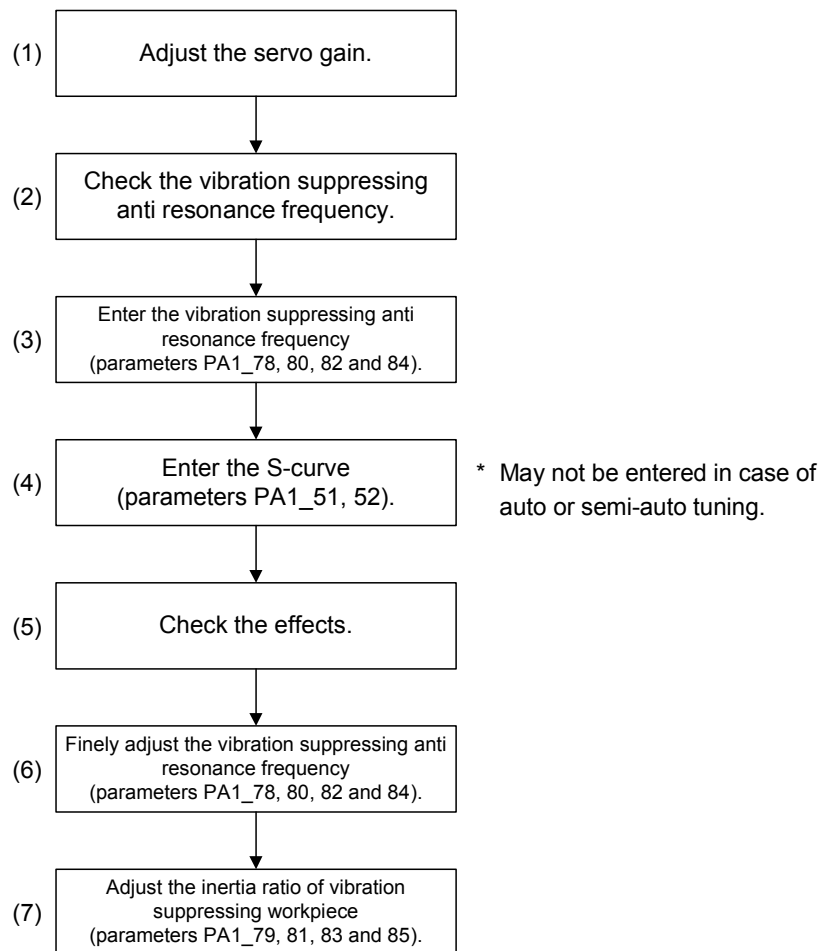 (1) Adjust the servo gain.
(2) Check the vibration suppressing
anti resonance frequency.
(3) Enter the vibration suppressing anti
resonance frequency
(parameters PA1_78, 80, 82 and 84).
(4) Enter the S-curve
(parameters PA1_51, 52).
* May not be entered in case of
auto or semi-auto tuning.
(5) Check the effects.
(6) Finely adjust the vibration suppressing anti
resonance frequency
(parameters PA1_78, 80, 82 and 84).
(7) Adjust the inertia ratio of vibration
suppressing workpiece
(parameters PA1_79, 81, 83 and 85).